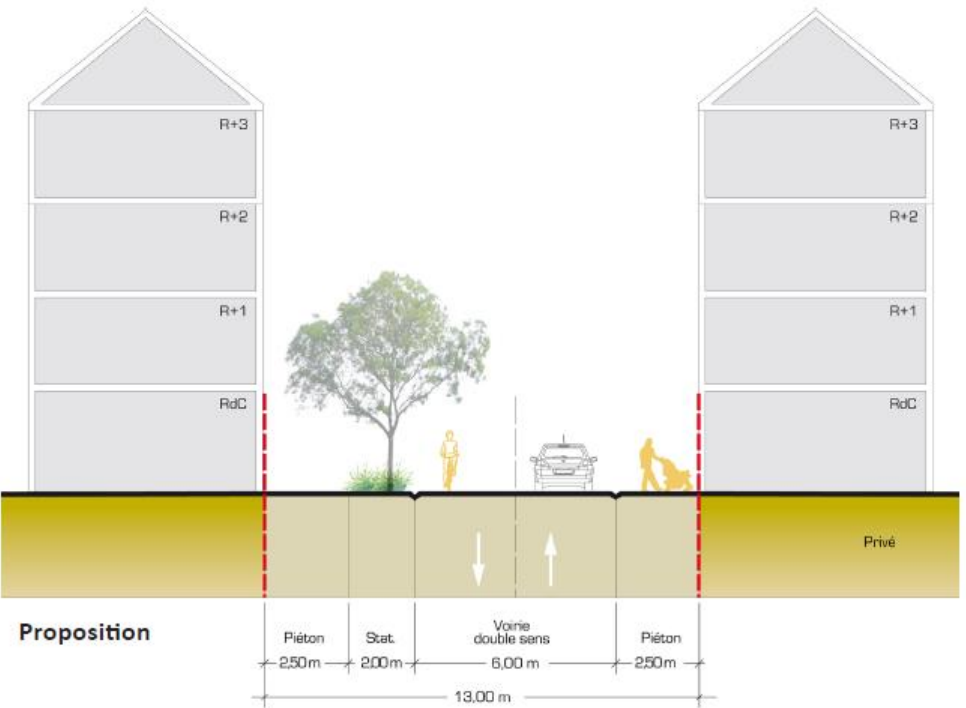 R+3
R+3
R+2
R+2
R+1
R+1
RdC
RdC
Privé
Proposition
Piéton
Stat.
Voirie
double sens
Piéton
2,50 m
2,00 m
6,00 m
2,50 m
13,00 m